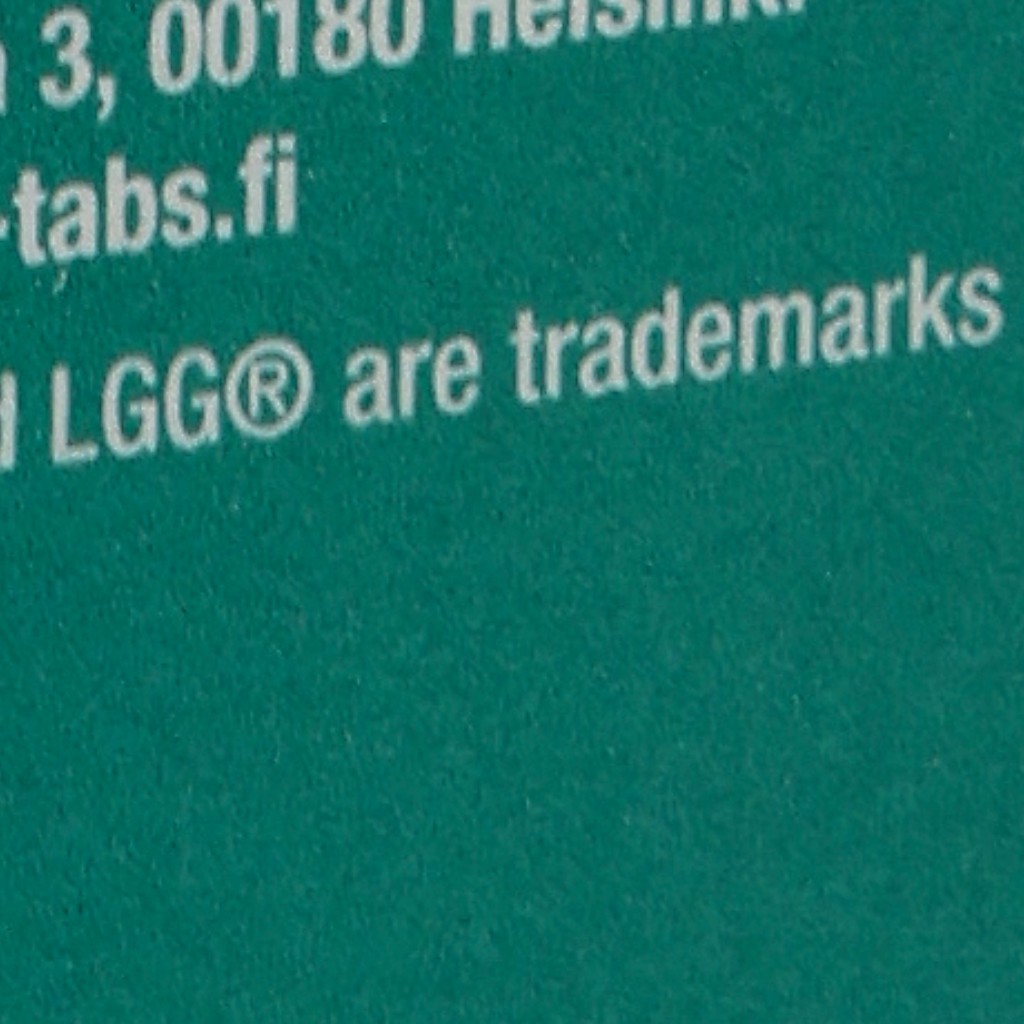 3, 00180 Helsinki
-tabs.fi
LGG® are trademarks